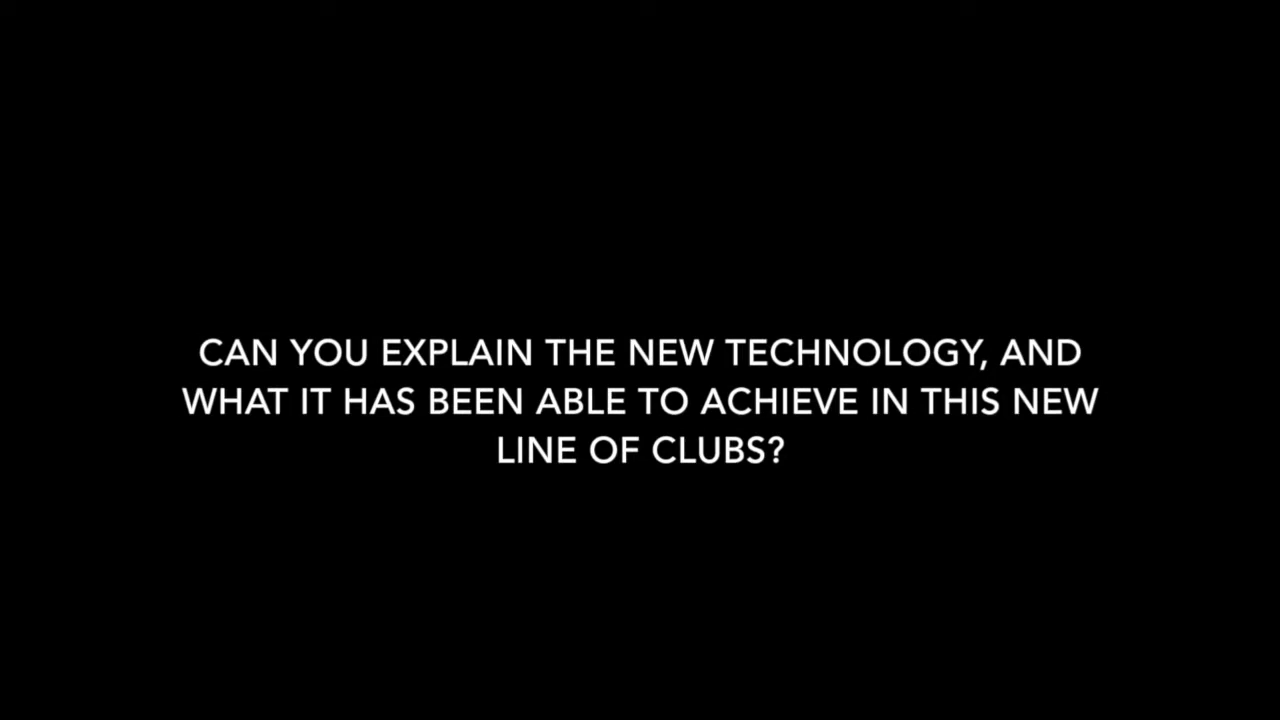 CAN YOU EXPLAIN THE NEW TECHNOLOGY, AND
WHAT IT HAS BEEN ABLE TO ACHIEVE IN THIS NEW
LINE OF CLUBS?